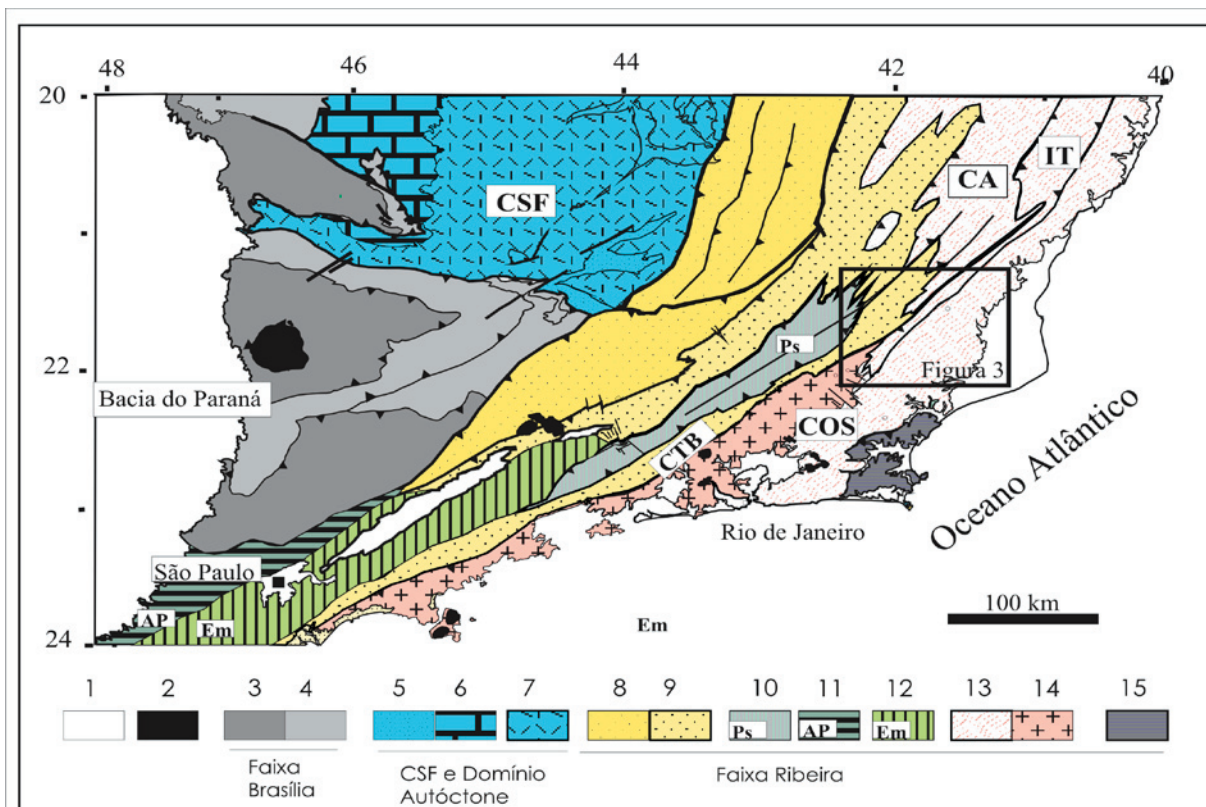 48 46 44 42 40
20
CSF
CA
IT
Ps
22
Figura 3
Bacia do Paraná
COS
CTB
Oceano Atlântico
Rio de Janeiro
São Paulo
100 km
AP
Em
Em
24
1 2 3 4 5 6 7 8 9 10 11 12 13 14 15
Ps AP Em
Faixa Brasília
CSF e Domínio Autóctone
Faixa Ribeira